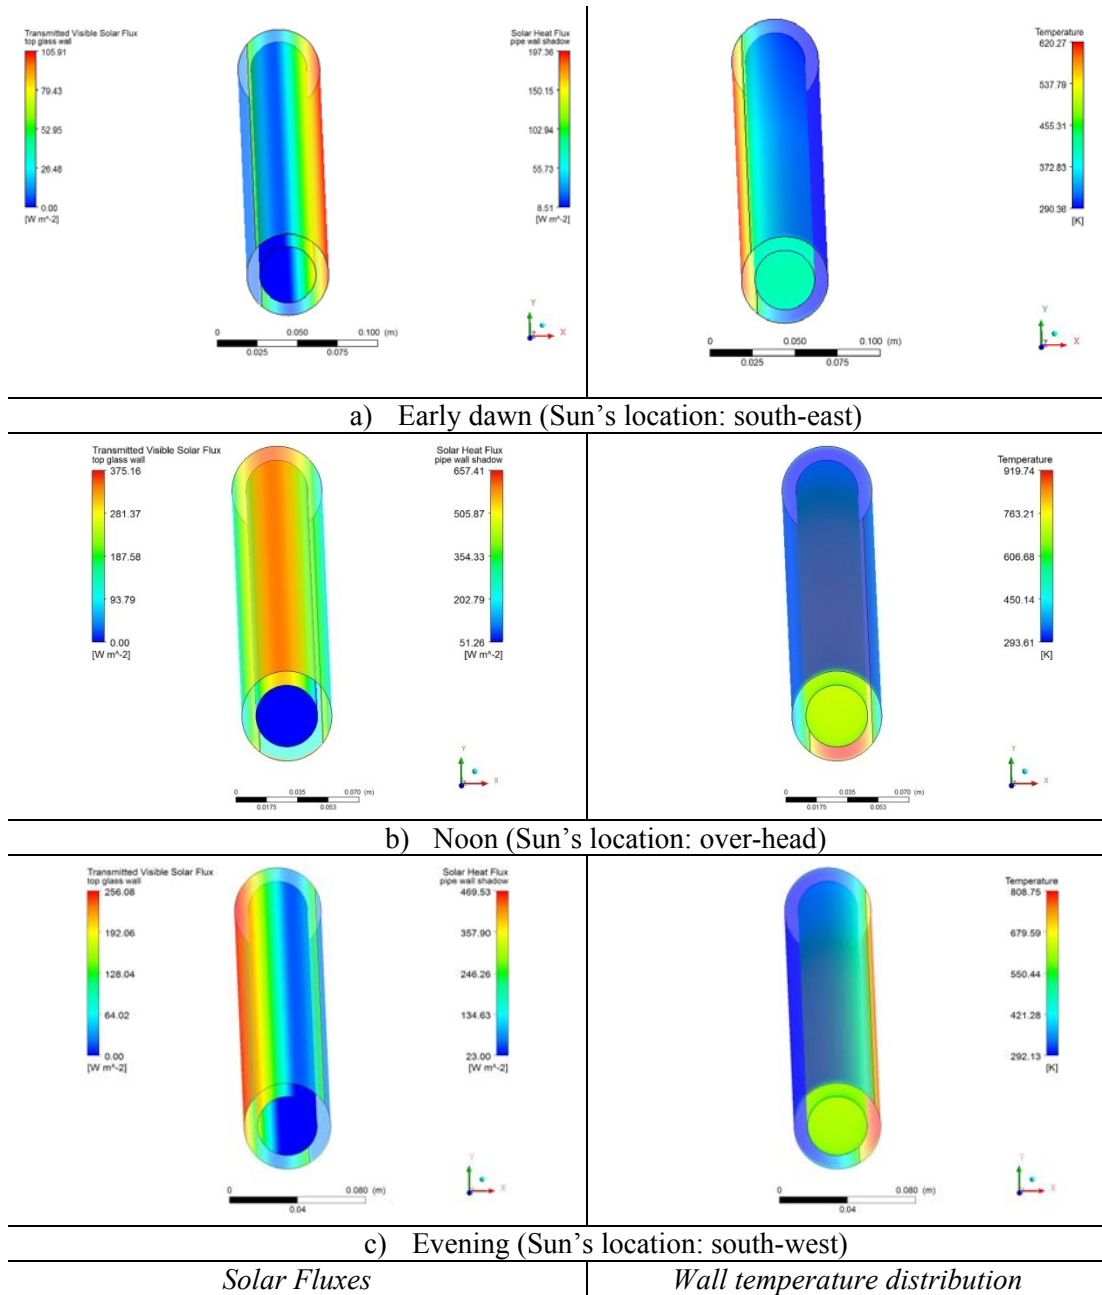 Transmitted Visible Solar Flux
top glass wall
105.91
79.43
52.95
26.48
0.00
[W m^-2]
Solar Heat Flux
pipe wall shadow
197.36
150.15
102.94
55.73
8.51
[W m^-2]
0 0.050 0.100 (m)
0.025 0.075
Y
X
Temperature
620.27
537.79
455.31
372.83
290.38
[K]
0 0.050 0.100 (m)
0.025 0.075
Y
X
a) Early dawn (Sun's location: south-east)
Transmitted Visible Solar Flux
top glass wall
375.16
281.37
187.58
93.79
0.00
[W m^-2]
Solar Heat Flux
pipe wall shadow
657.41
505.87
354.33
202.79
51.26
[W m^-2]
0 0.035 0.070 (m)
0.0175 0.053
Y
X
Temperature
919.74
763.21
606.68
450.14
293.61
[K]
0 0.035 0.070 (m)
0.0175 0.053
Y
X
b) Noon (Sun's location: over-head)
Transmitted Visible Solar Flux
top glass wall
256.08
192.06
128.04
64.02
0.00
[W m^-2]
Solar Heat Flux
pipe wall shadow
469.53
357.90
246.26
134.63
23.00
[W m^-2]
0 0.080 (m)
0.04
Y
X
Temperature
808.75
679.59
550.44
421.28
292.13
[K]
0 0.080 (m)
0.04
Y
X
c) Evening (Sun's location: south-west)
Solar Fluxes
Wall temperature distribution